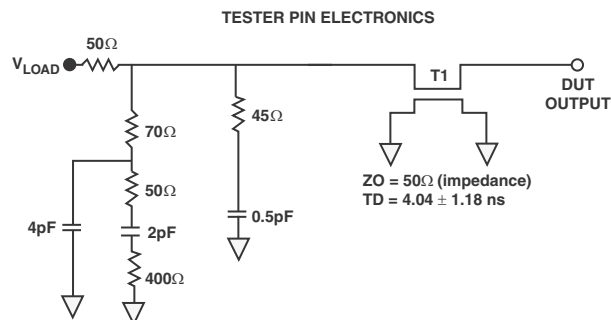 TESTER PIN ELECTRONICS
50Ω
VLOAD
T1
DUT
OUTPUT
70Ω
45Ω
50Ω
ZO = 50Ω (impedance)
TD = 4.04 ± 1.18 ns
4pF
2pF
0.5pF
400Ω